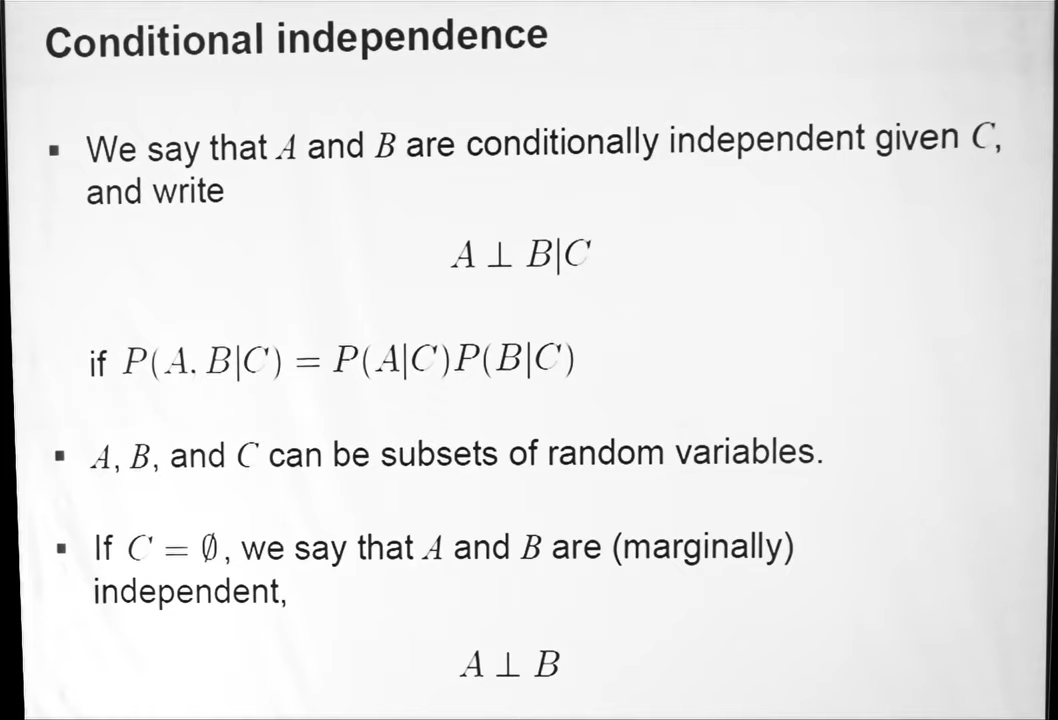 Conditional independence
▪ We say that A and B are conditionally independent given C,
and write
A ⊥ B|C
if P(A. B|C) = P(A|C)P(B|C)
▪ A, B, and C can be subsets of random variables.
▪ If C = ∅, we say that A and B are (marginally)
independent,
A ⊥ B